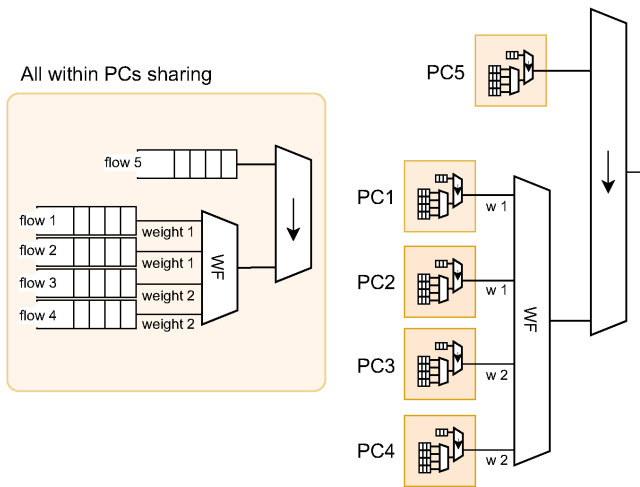 All within PCs sharing
flow 5
flow 1
weight 1
flow 2
weight 1
flow 3
weight 2
flow 4
weight 2
WF
PC5
PC1
w 1
PC2
w 1
PC3
w 2
PC4
w 2
WF